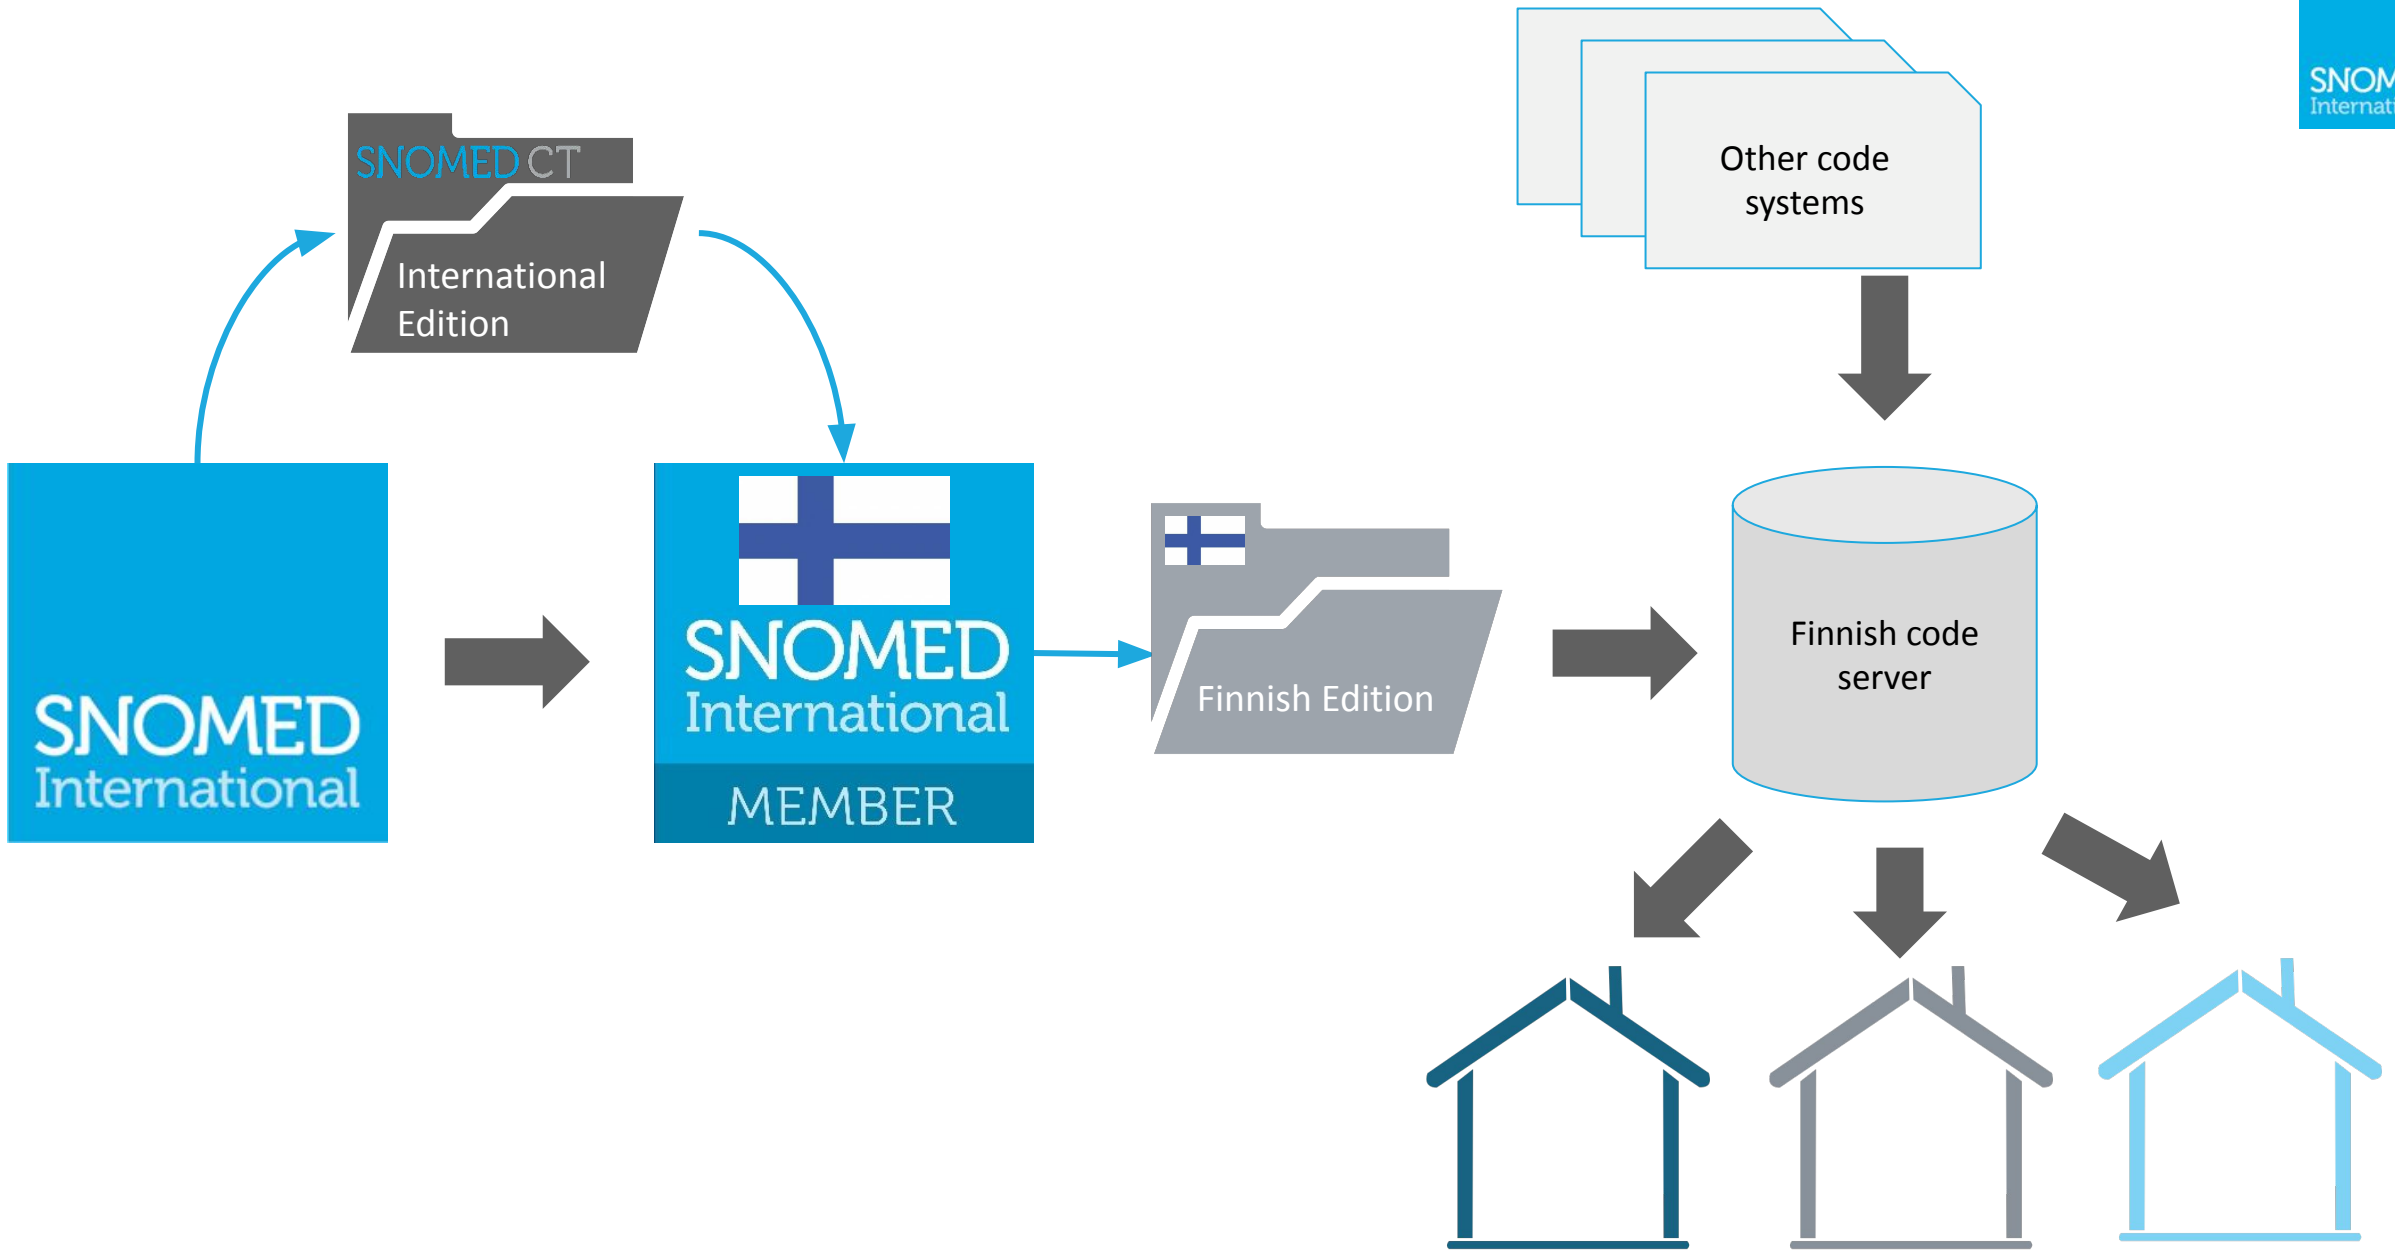 SNOMED CT
International
Edition
Other code
systems
SNOMED
International
SNOMED
International
MEMBER
Finnish Edition
Finnish code
server